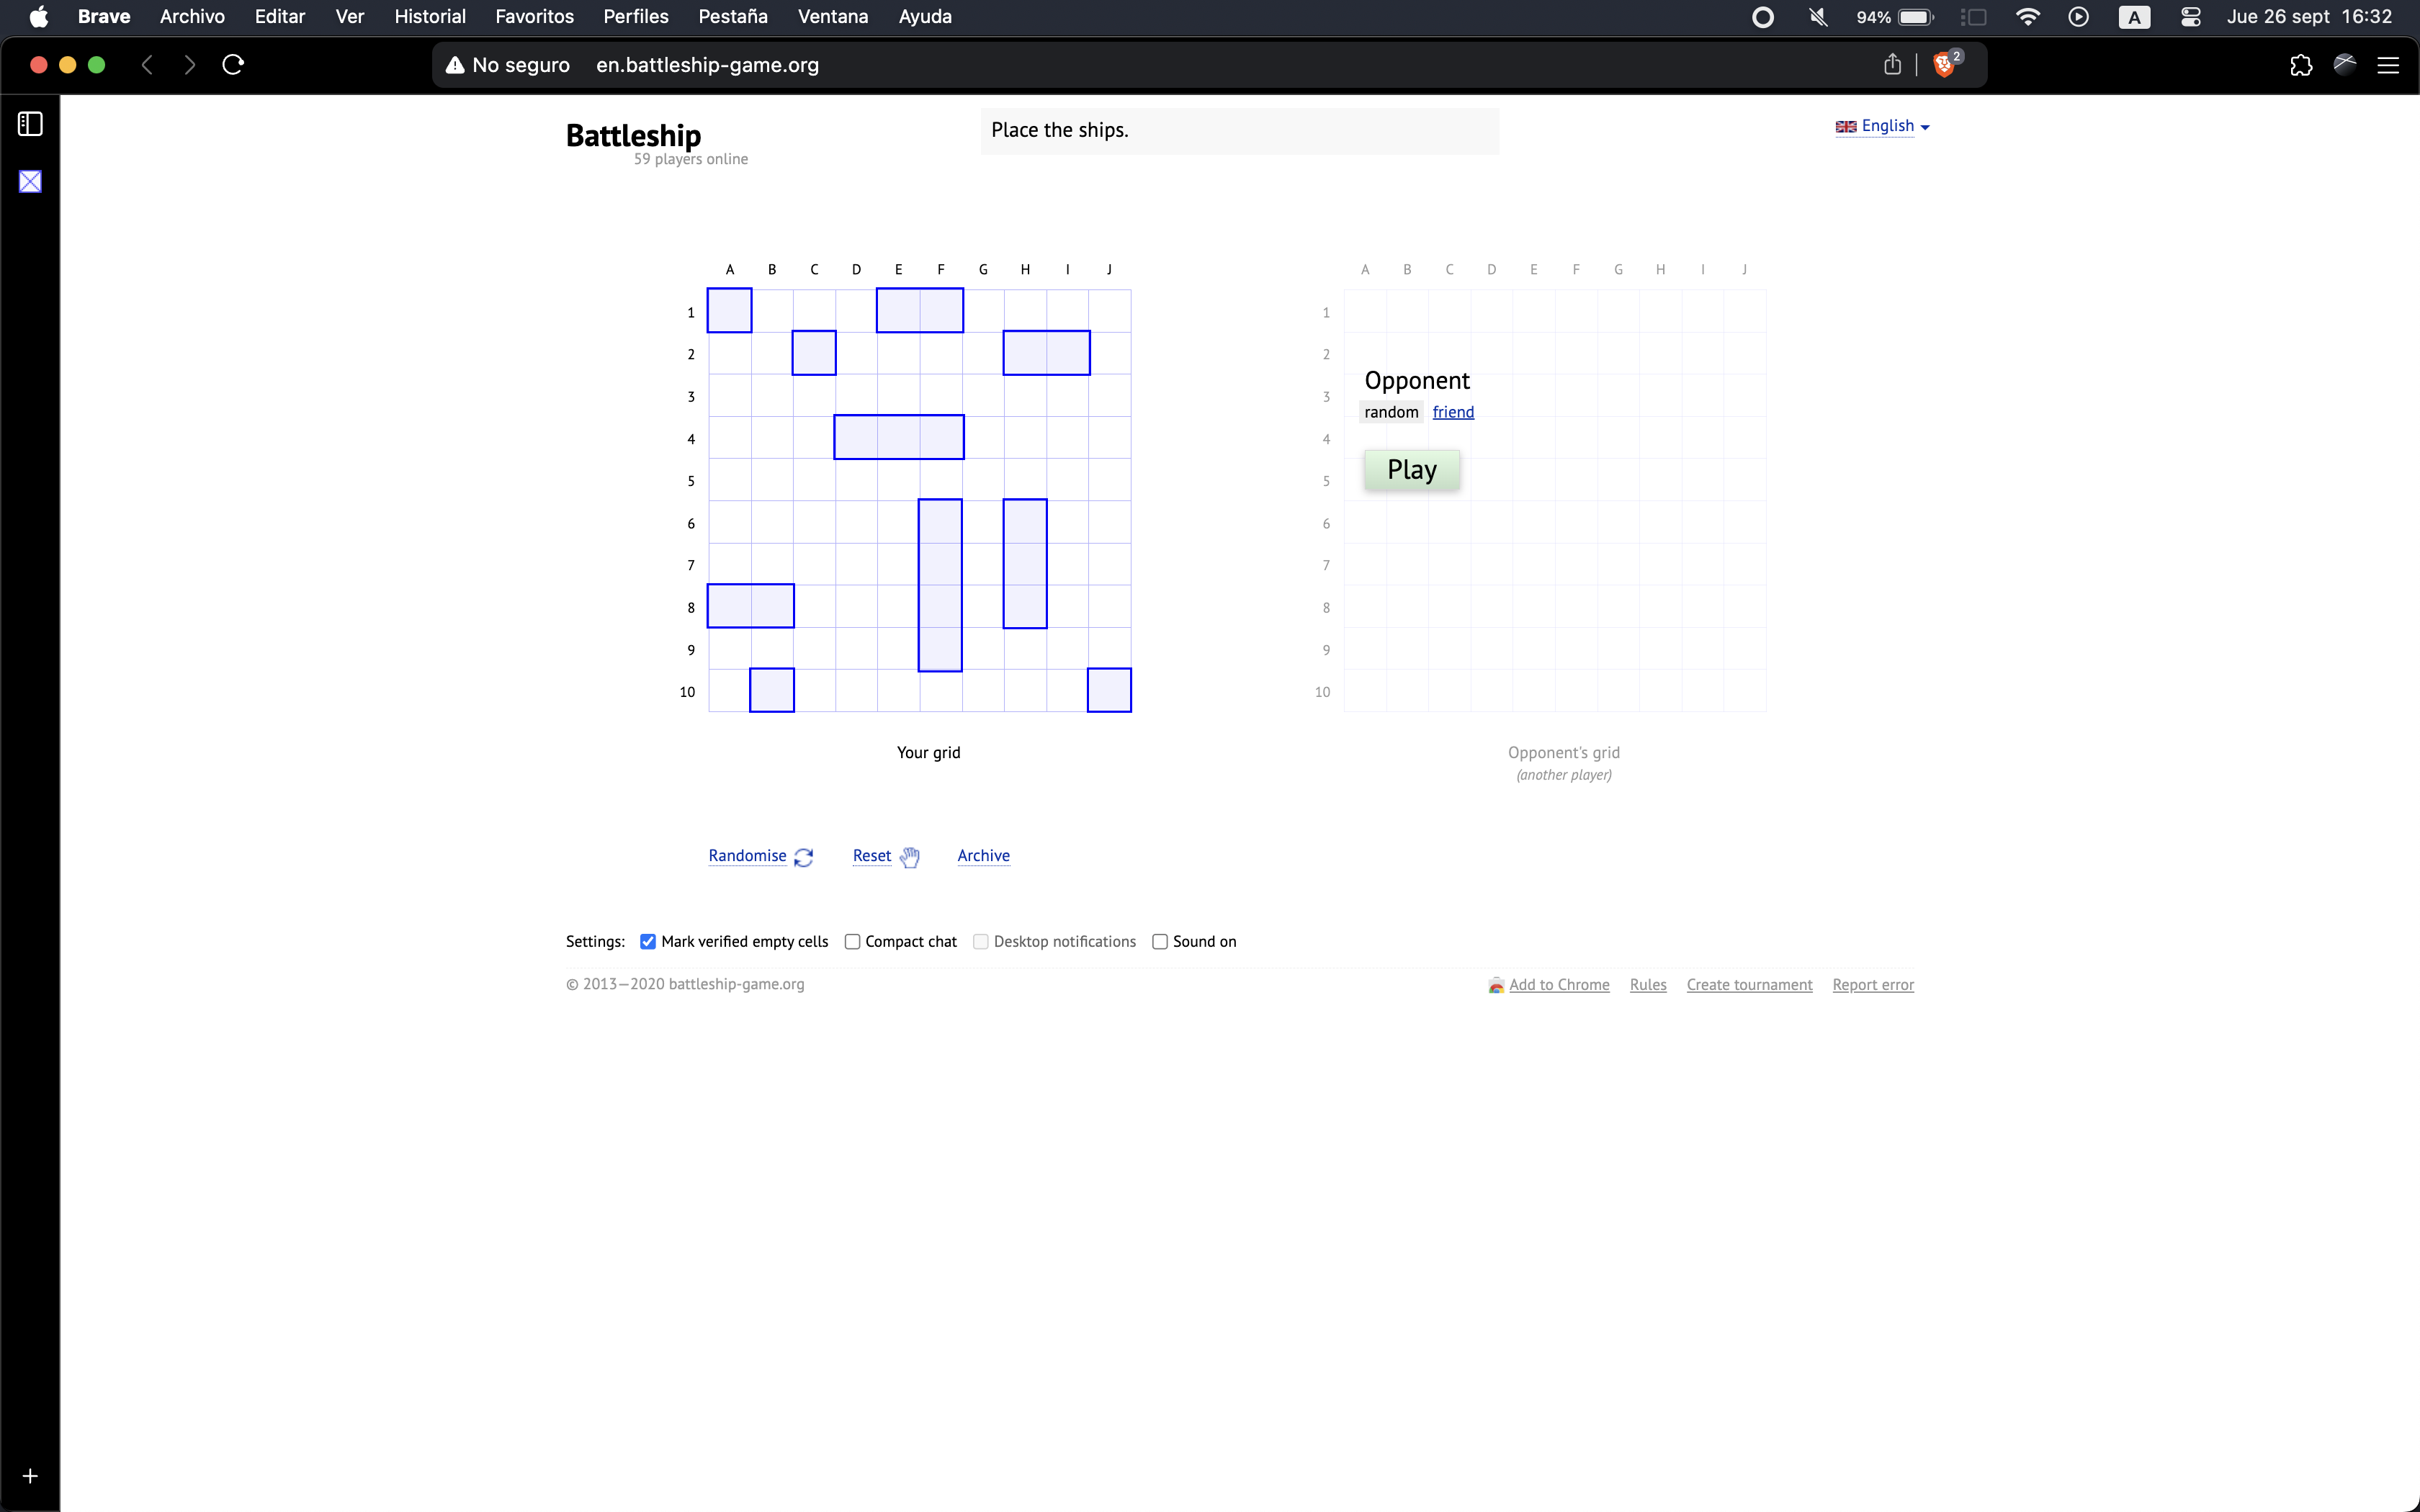 Brave Archivo Editar Ver Historial Favoritos Perfiles Pestaña Ventana Ayuda 94% A Jue 26 sept 16:32
No seguro en.battleship-game.org 2
Battleship
59 players online
Place the ships.
English
A B C D E F G H I J
1
2
3
4
5
6
7
8
9
10
Your grid
A B C D E F G H I J
1
2
3
4
5
6
7
8
9
10
Opponent
random friend
Play
Opponent's grid
(another player)
Randomise Reset Archive
Settings: Mark verified empty cells Compact chat Desktop notifications Sound on
© 2013—2020 battleship-game.org Add to Chrome Rules Create tournament Report error